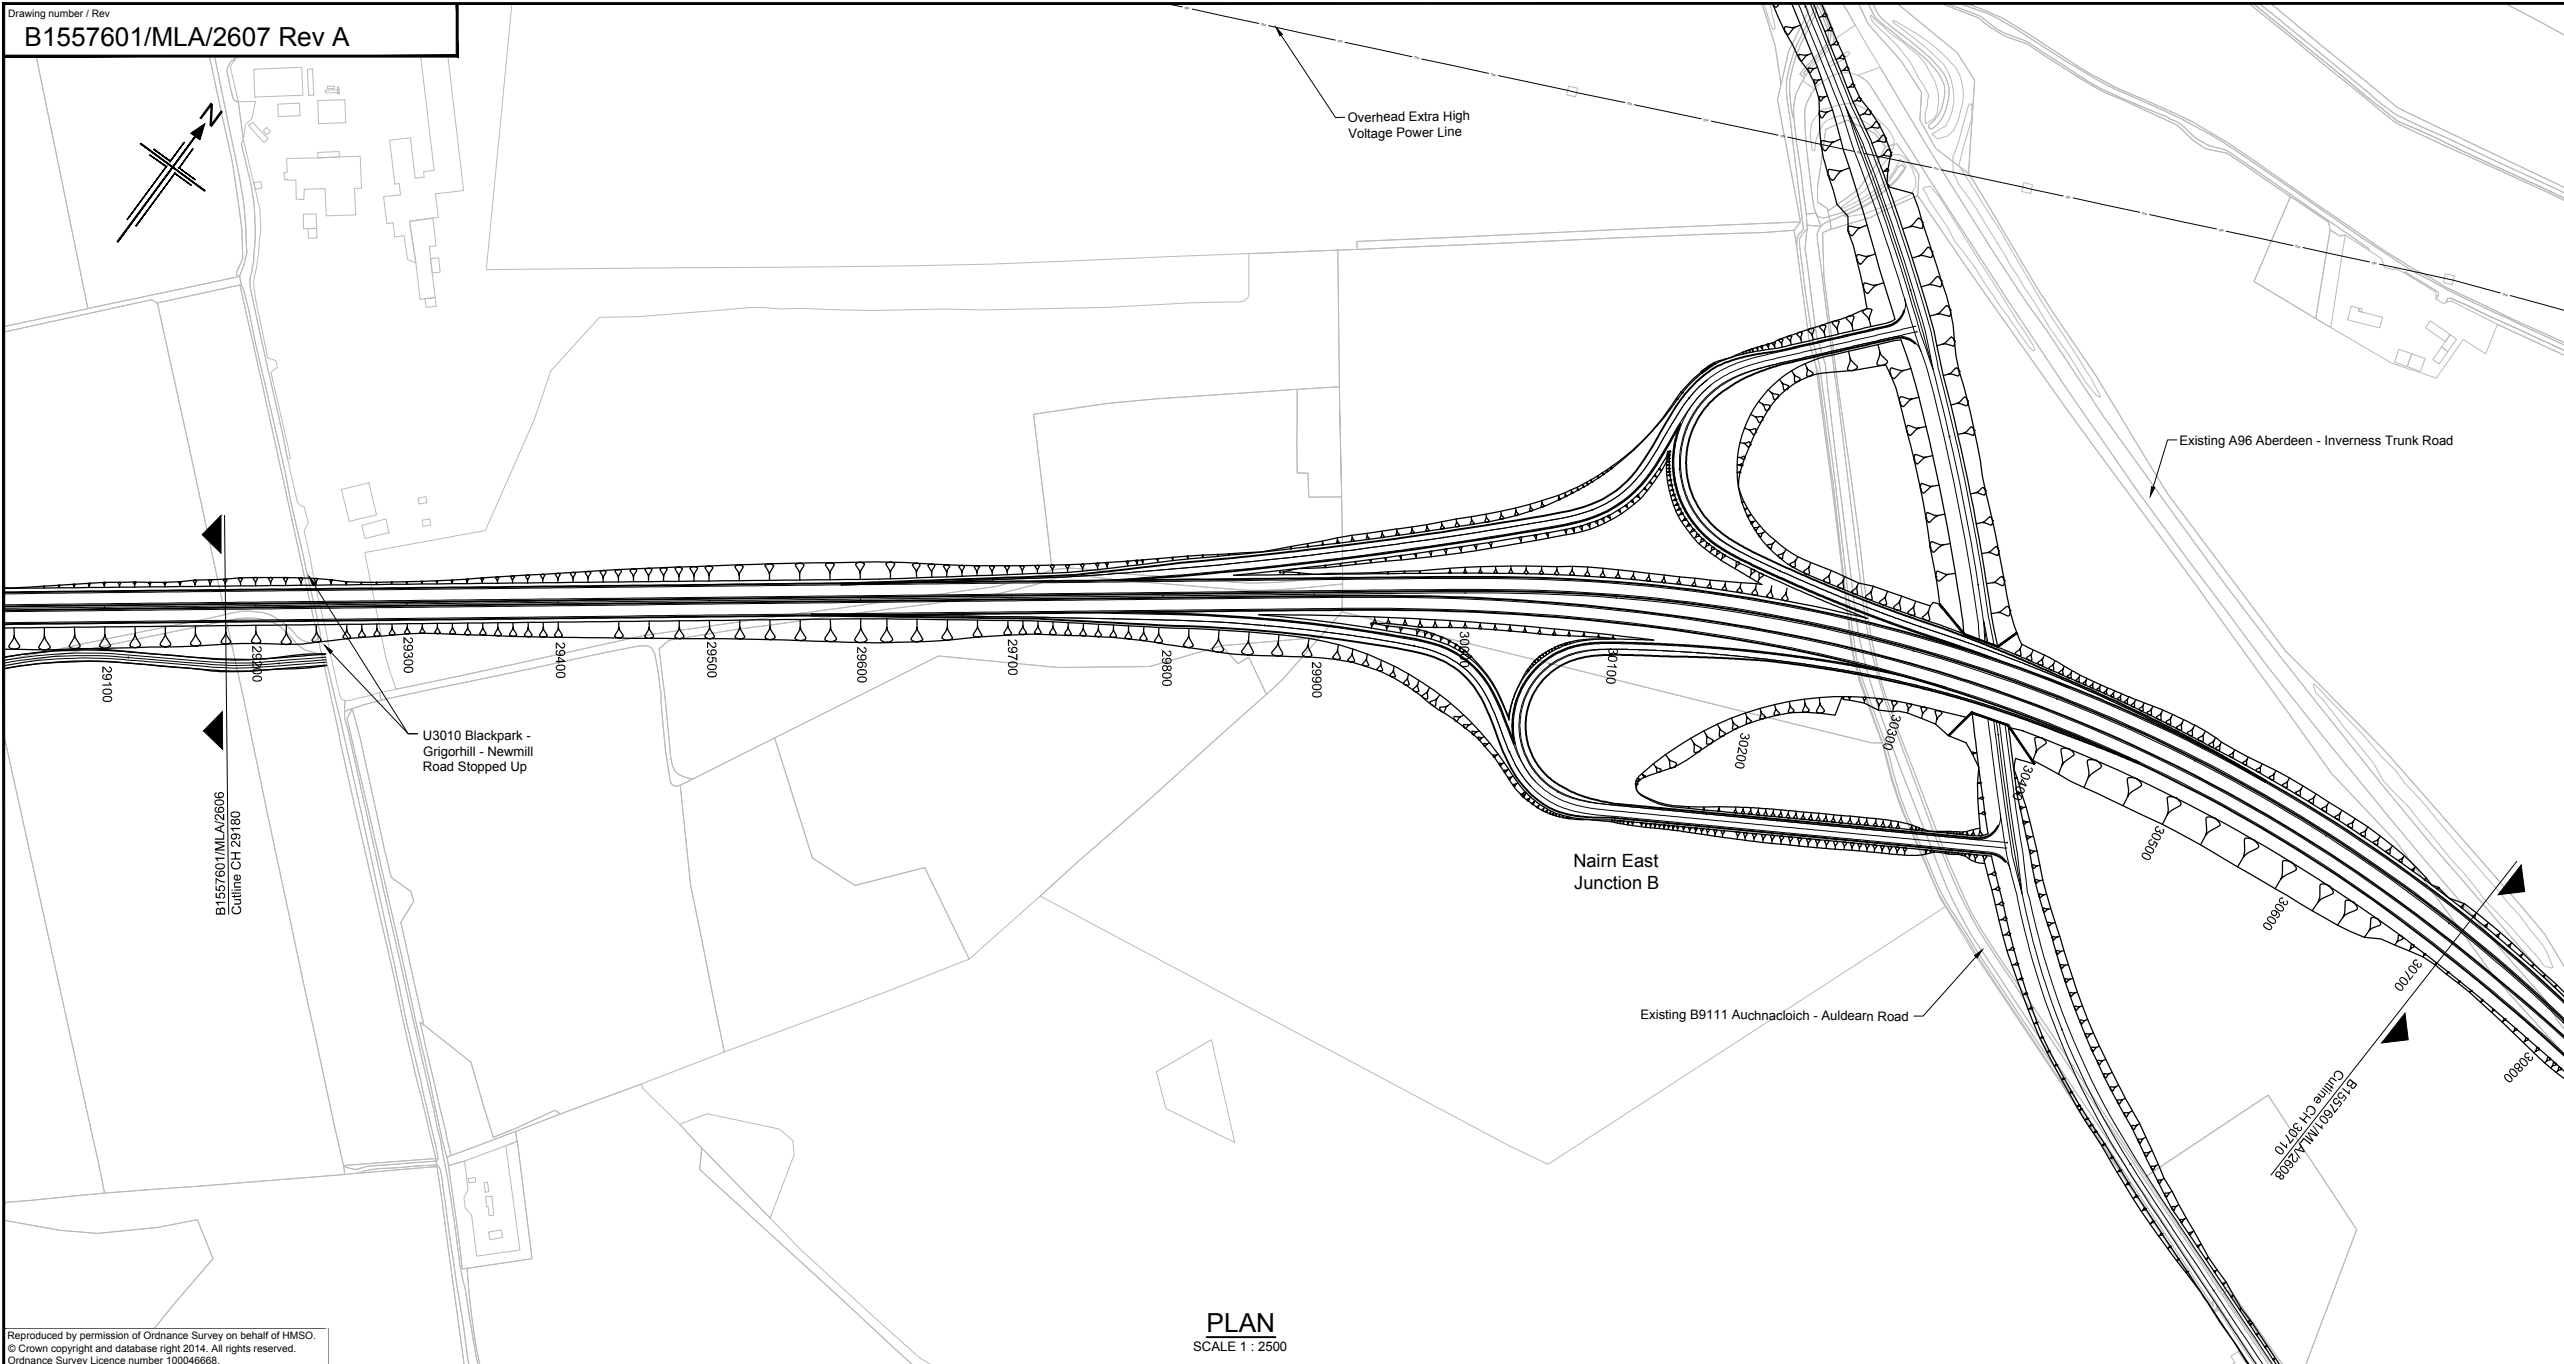 Drawing number / Rev
B1557601/MLA/2607 Rev A
N
Overhead Extra High
Voltage Power Line
Existing A96 Aberdeen - Inverness Trunk Road
29100
29200
29300
29400
29500
29600
29700
29800
29900
30000
30100
30200
30300
30400
30500
30600
30700
30800
U3010 Blackpark -
Grigorhill - Newmill
Road Stopped Up
B1557601/MLA/2606
Cutline CH 29180
Nairn East
Junction B
Existing B9111 Auchnacloich - Auldearn Road
B1557601/MLA/2608
Cutline CH 30710
PLAN
SCALE 1 : 2500
Reproduced by permission of Ordnance Survey on behalf of HMSO.
© Crown copyright and database right 2014. All rights reserved.
Ordnance Survey Licence number 100046668.